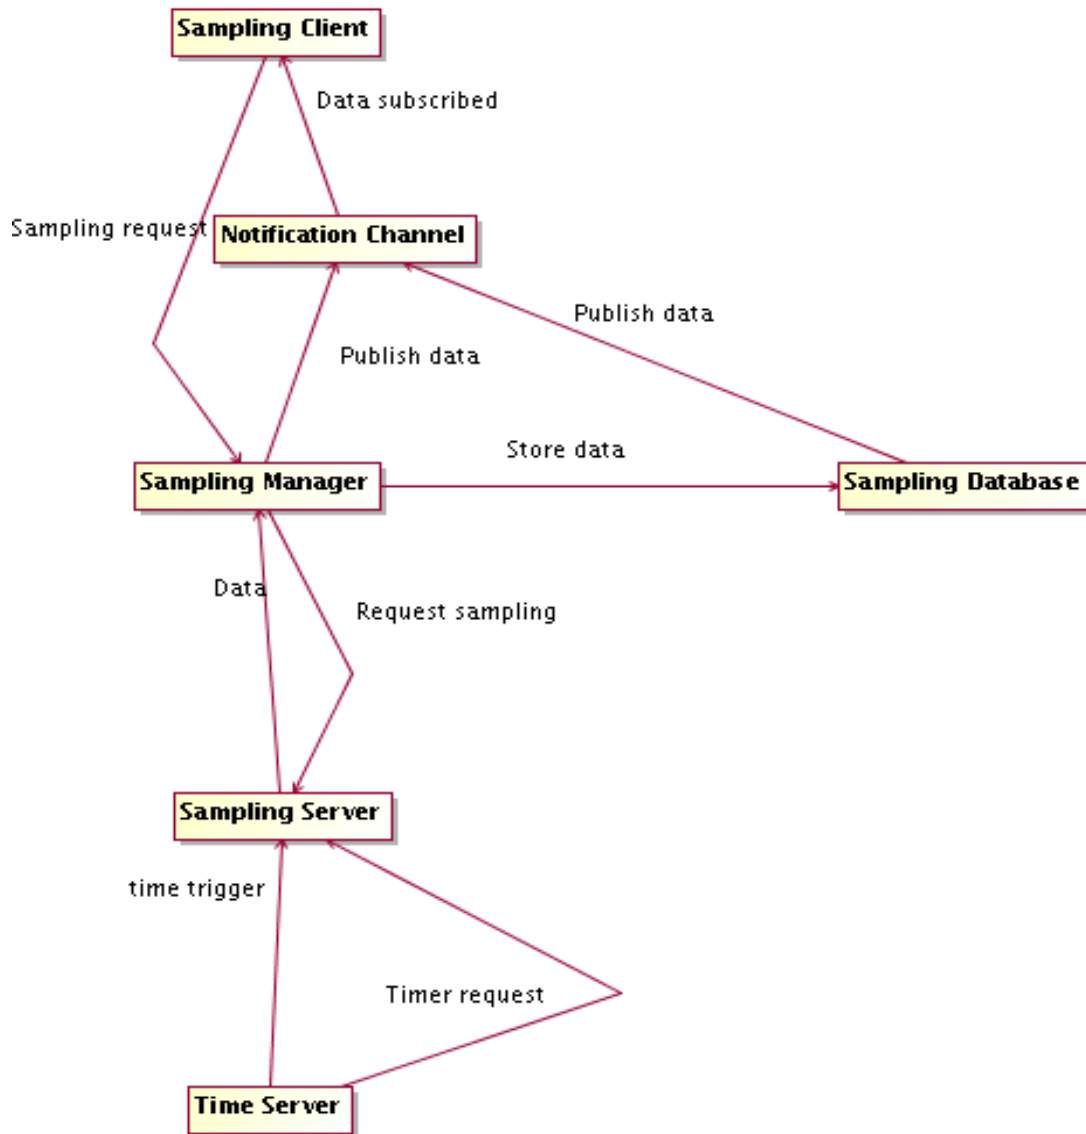 Sampling Client
Data subscribed
Sampling request
Notification Channel
Publish data
Publish data
Store data
Sampling Manager
Sampling Database
Data
Request sampling
Sampling Server
time trigger
Timer request
Time Server